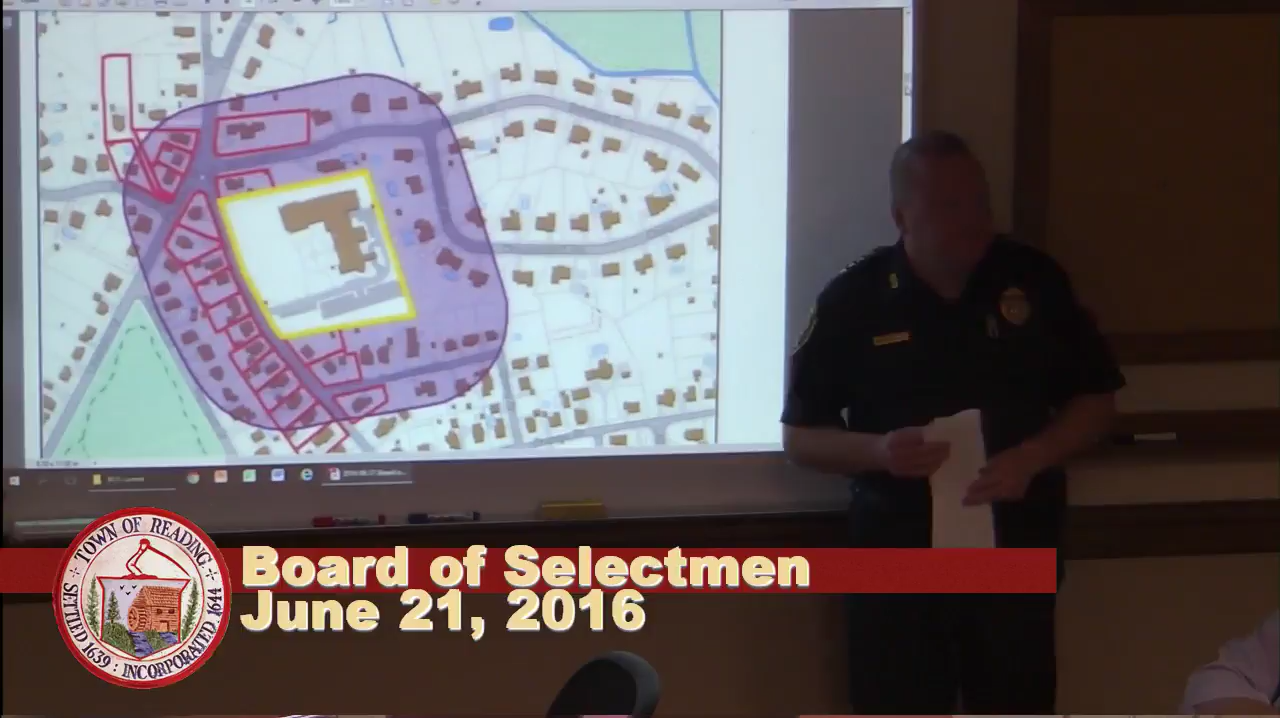 Board of Selectmen
June 21, 2016
TOWN OF READING
SETTLED 1639 : INCORPORATED 1644